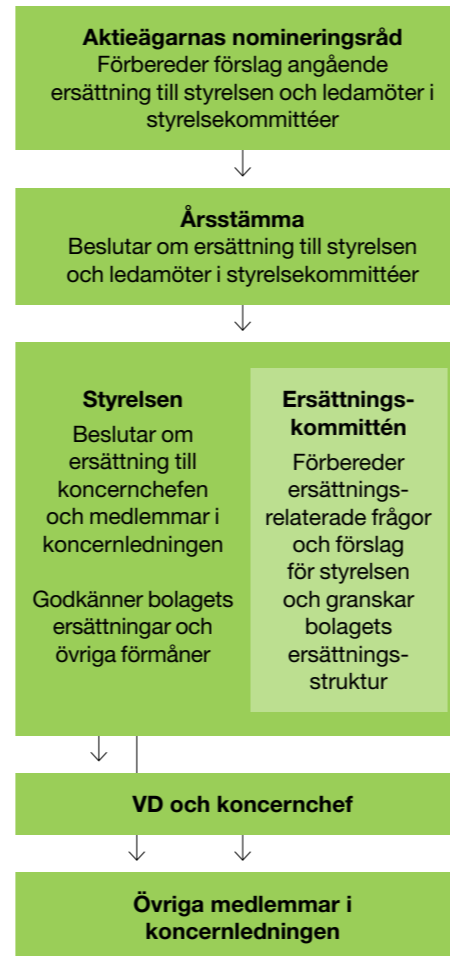 Aktieägarnas nomineringsråd
Förbereder förslag angående
ersättning till styrelsen och ledamöter i
styrelsekommittéer
Årsstämma
Beslutar om ersättning till styrelsen
och ledamöter i styrelsekommittéer
Styrelsen
Beslutar om
ersättning till
koncernchefen
och medlemmar i
koncernledningen
Godkänner bolagets
ersättningar och
övriga förmåner
Ersättnings-
kommittén
Förbereder
ersättnings-
relaterade frågor
och förslag
för styrelsen
och granskar
bolagets
ersättnings-
struktur
VD och koncernchef
Övriga medlemmar i
koncernledningen